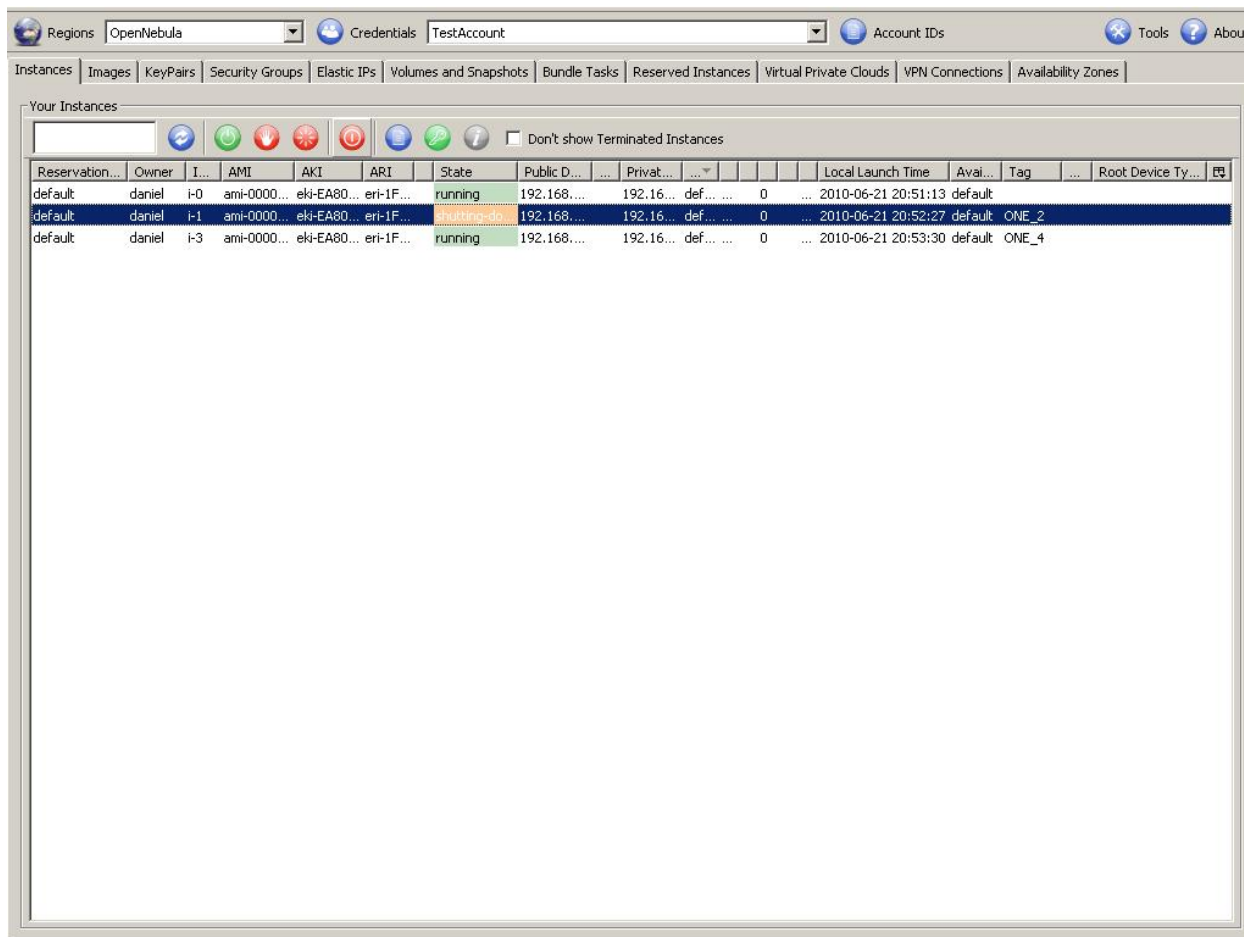 Regions OpenNebula Credentials TestAccount Account IDs Tools Abou
Instances Images KeyPairs Security Groups Elastic IPs Volumes and Snapshots Bundle Tasks Reserved Instances Virtual Private Clouds VPN Connections Availability Zones
Your Instances
Don't show Terminated Instances
Reservation... Owner I... AMI AKI ARI State Public D... ... Privat... ... Local Launch Time Avai... Tag ... Root Device Ty...
default daniel i-0 ami-0000... eki-EA80... eri-1F... running 192.168.... 192.16... def... ... 0 ... 2010-06-21 20:51:13 default
default daniel i-1 ami-0000... eki-EA80... eri-1F... shutting-do... 192.168.... 192.16... def... ... 0 ... 2010-06-21 20:52:27 default ONE_2
default daniel i-3 ami-0000... eki-EA80... eri-1F... running 192.168.... 192.16... def... ... 0 ... 2010-06-21 20:53:30 default ONE_4